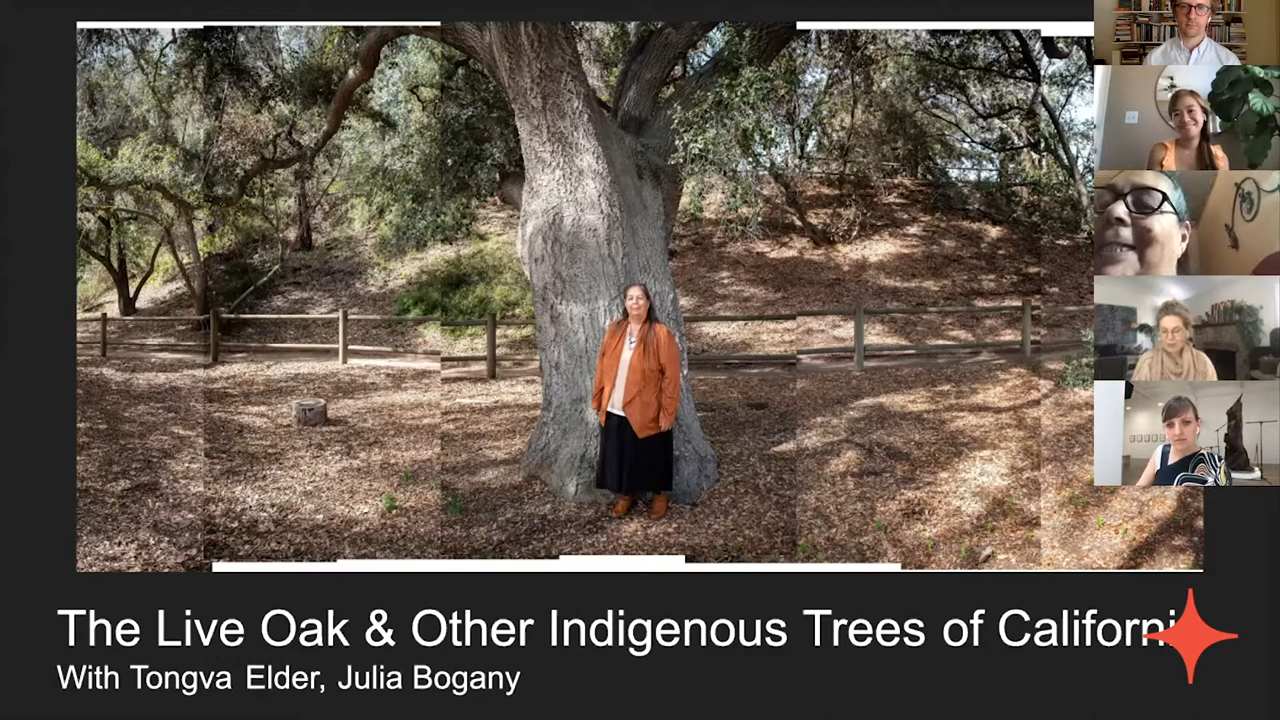 The Live Oak & Other Indigenous Trees of Californi
With Tongva Elder, Julia Bogany